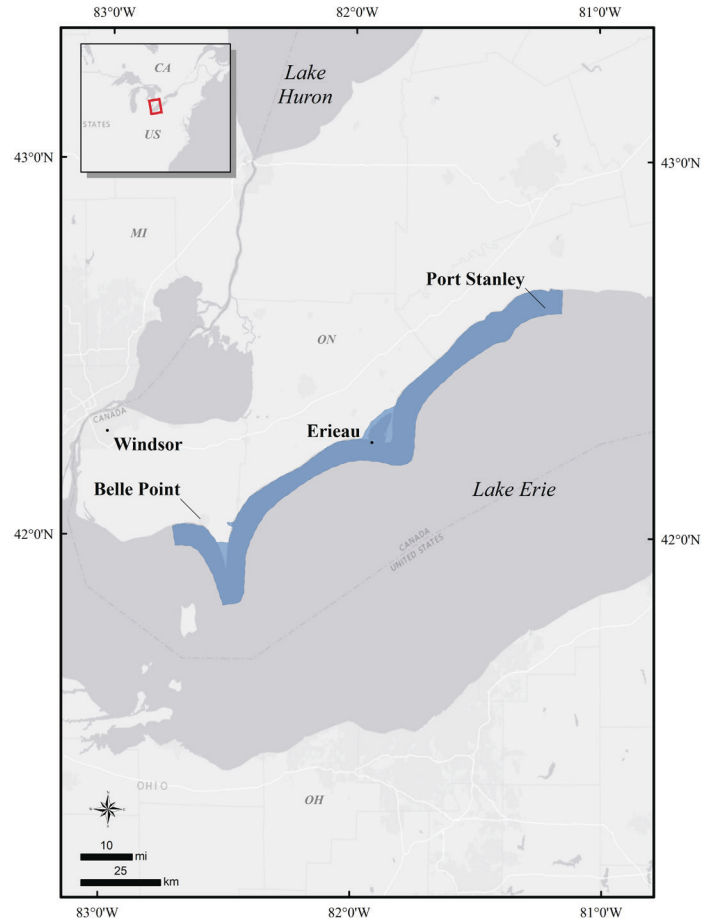 83°0'W
82°0'W
81°0'W
CA
STATES
US
Lake
Huron
43°0'N
43°0'N
MI
Port Stanley
ON
CANADA
Windsor
Erieau
Belle Point
Lake Erie
42°0'N
42°0'N
CANADA
UNITED STATES
OHIO
OH
10
mi
25
km
83°0'W
82°0'W
81°0'W